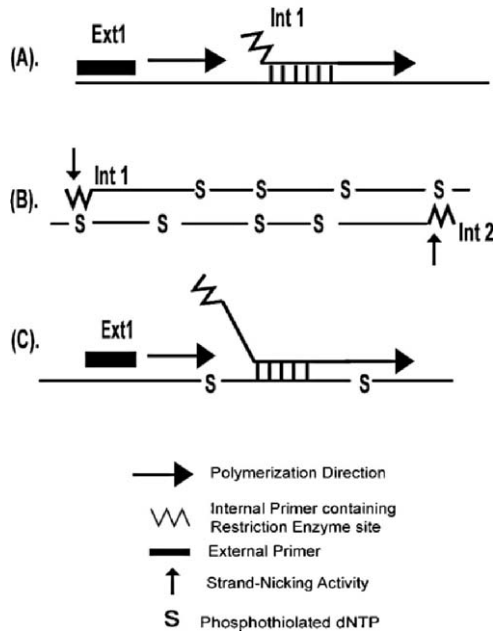 Int 1
Ext1
(A).
Int 1
S S S S
(B).
S S S S
Int 2
Ext1
(C).
S S
Polymerization Direction
Internal Primer containing
Restriction Enzyme site
External Primer
Strand-Nicking Activity
S Phosphothiolated dNTP